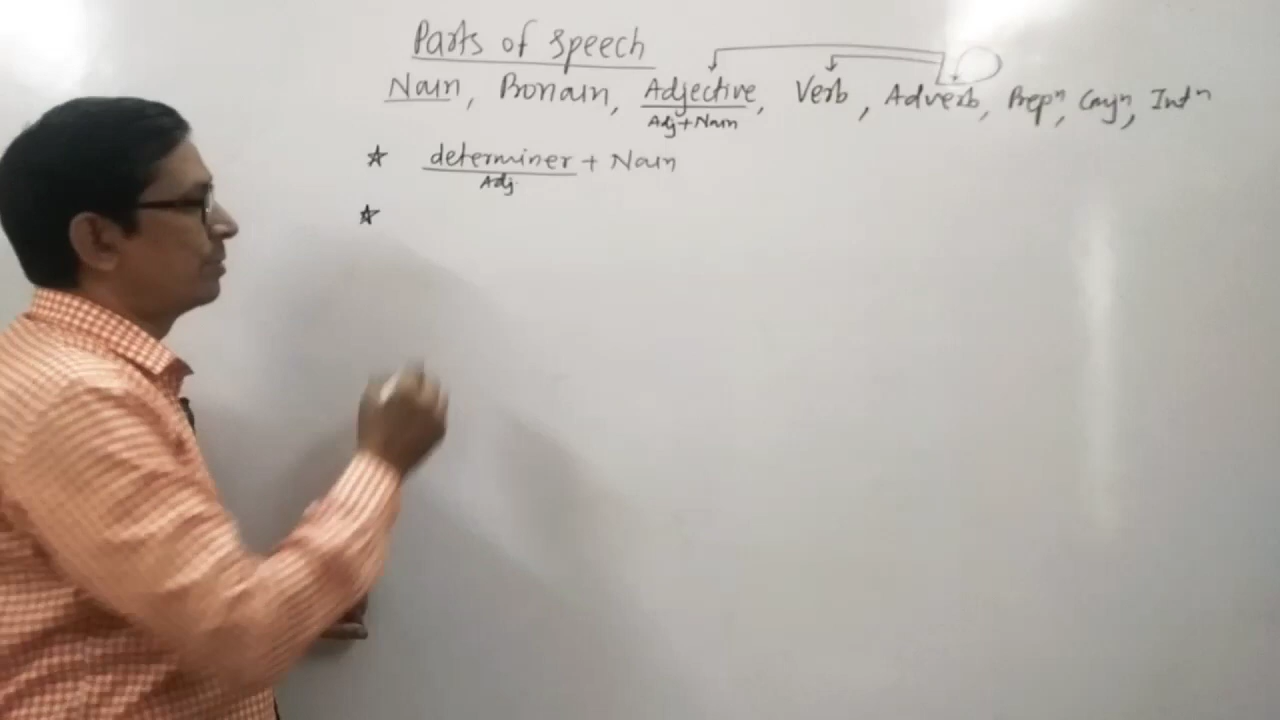 Parts of Speech
Noun, Pronoun, Adjective, Verb, Adverb, Prepⁿ, Conjⁿ, Intⁿ
Adj+Noun
★ determiner + Noun
Adj.
★